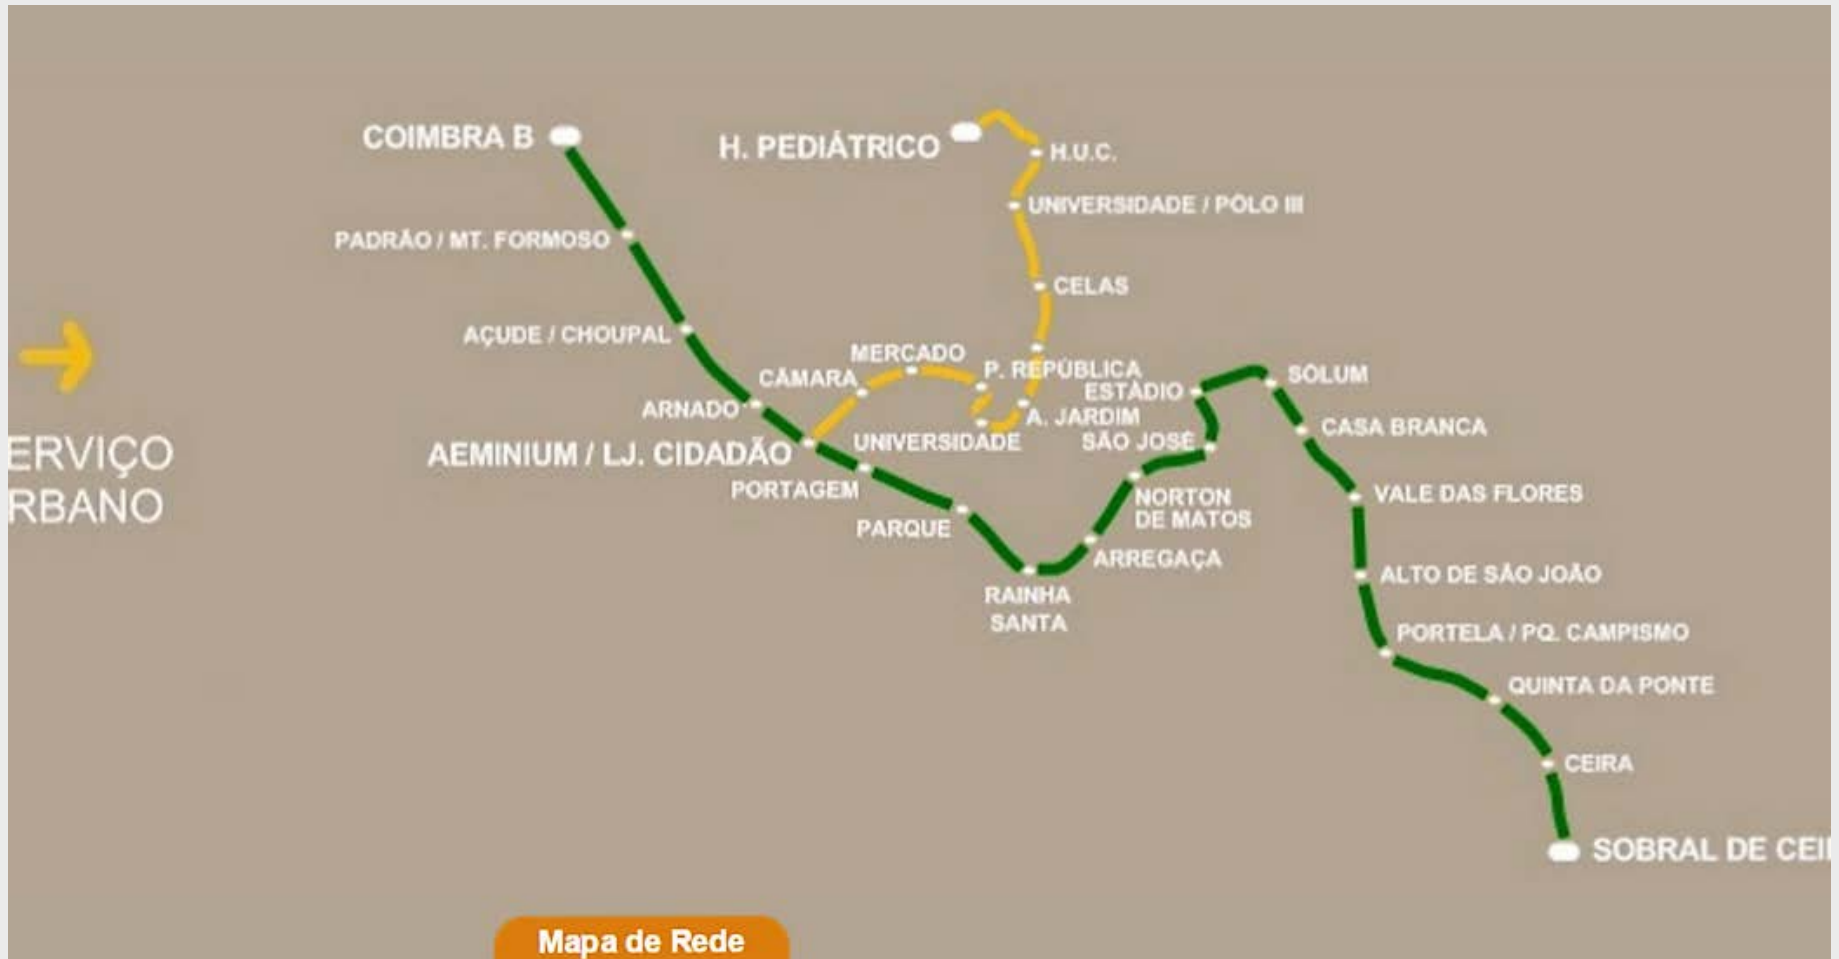 COIMBRA B
H. PEDIÁTRICO
H.U.C.
UNIVERSIDADE / PÓLO III
PADRÃO / MT. FORMOSO
CELAS
AÇUDE / CHOUPAL
MERCADO
P. REPÚBLICA
CÂMARA
ESTÁDIO
SOLUM
ARNADO
A. JARDIM
CASA BRANCA
UNIVERSIDADE
SÃO JOSÉ
AEMINIUM / LJ. CIDADÃO
ERVIÇO
RBANO
PORTAGEM
NORTON
DE MATOS
VALE DAS FLORES
PARQUE
ARREGAÇA
ALTO DE SÃO JOÃO
RAINHA
SANTA
PORTELA / PQ. CAMPISMO
QUINTA DA PONTE
CEIRA
SOBRAL DE CEI
Mapa de Rede